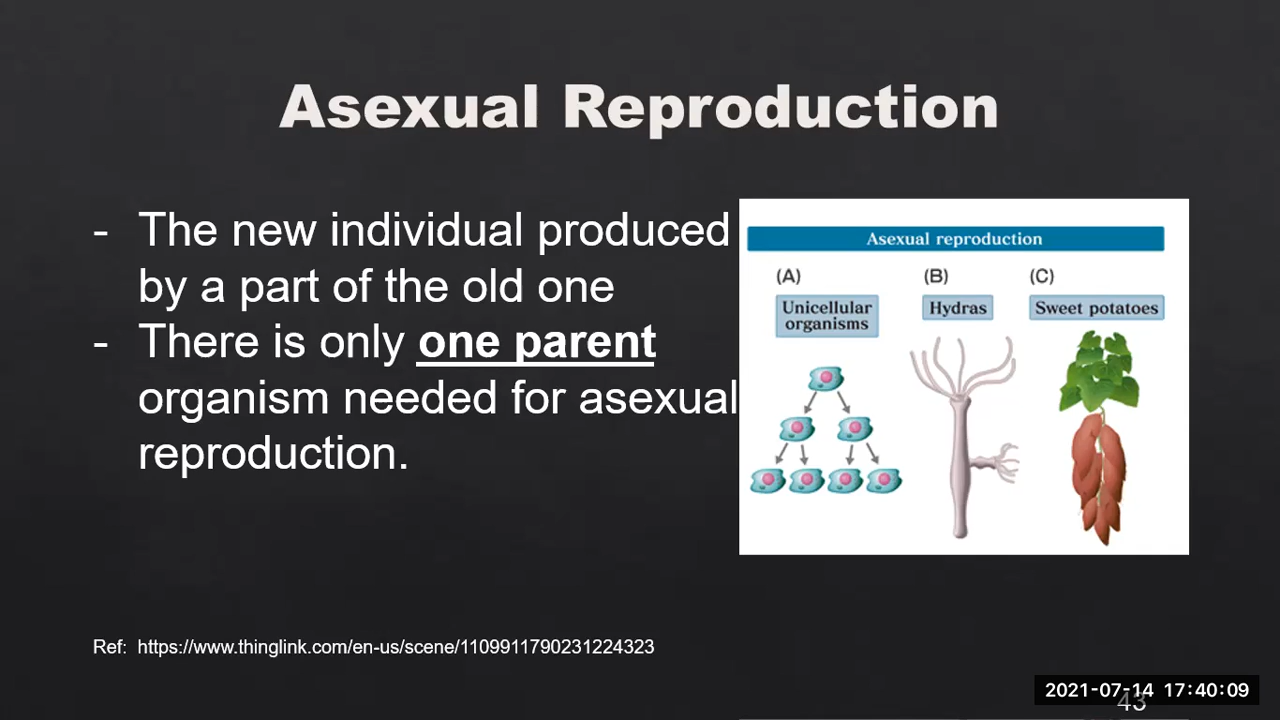 Asexual Reproduction
- The new individual produced
by a part of the old one
- There is only one parent
organism needed for asexual
reproduction.
Asexual reproduction
(A)
Unicellular
organisms
(B)
Hydras
(C)
Sweet potatoes
Ref: https://www.thinglink.com/en-us/scene/1109911790231224323
2021-07-14 17:40:09
43